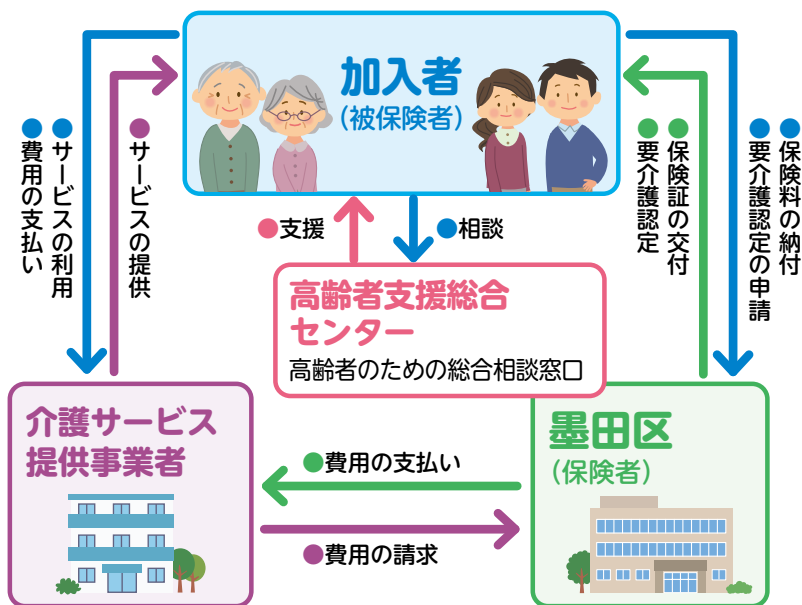 加入者
(被保険者)
●サービスの利用
●費用の支払い
●サービスの提供
●保険証の交付
●要介護認定
●保険料の納付
●要介護認定の申請
●支援
●相談
高齢者支援総合
センター
高齢者のための総合相談窓口
介護サービス
提供事業者
墨田区
(保険者)
●費用の支払い
●費用の請求